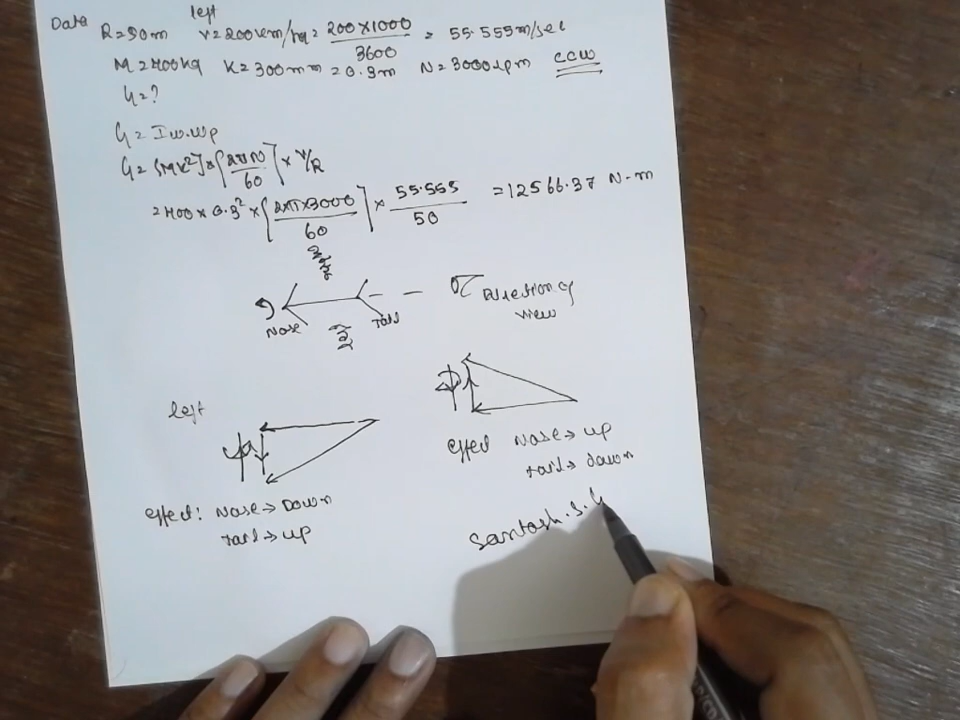 left
Data R=50m V=200km/hr= 200×1000/3600 = 55.555m/sec
M=400kg K=300mm=0.3m N=3000rpm CCW
G=?
G= Iw.wp
G= [MK²]×[2πN/60]×V/R
=400×0.3²×[2π×3000/60]×55.555/50 =12566.37 N-m
Direction of
view
Nose Tail
left
effect Nose→up
tail→down
effect: Nose→Down
tail→up
Santosh.S.